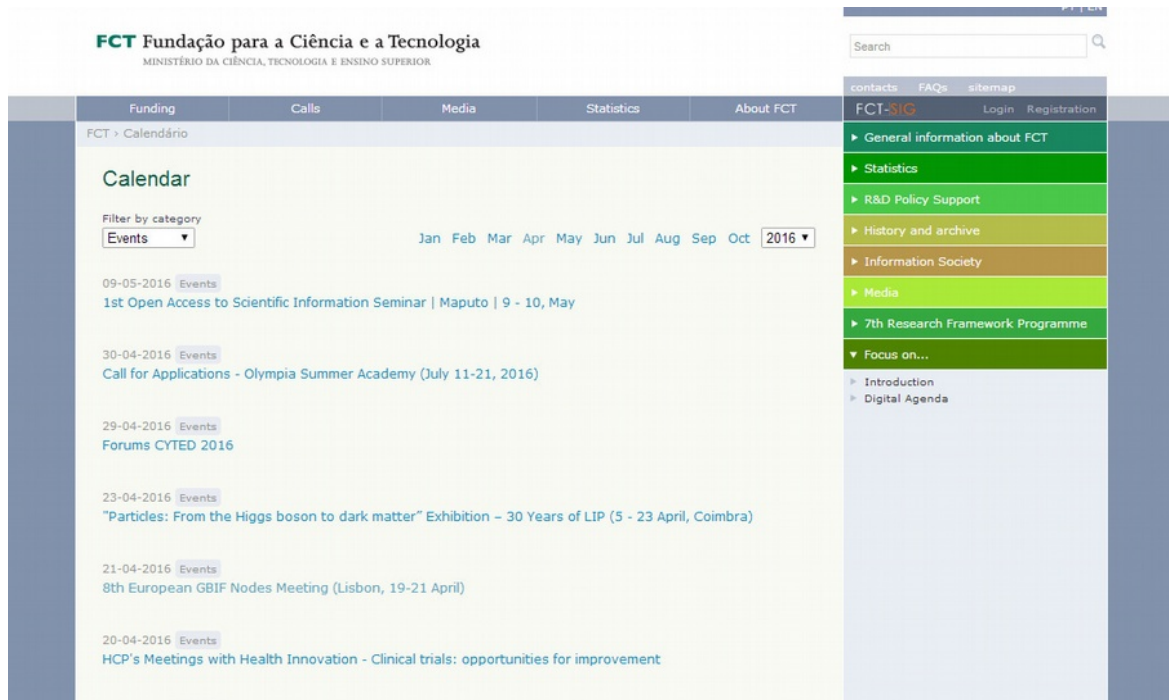 PT | EN
FCT Fundação para a Ciência e a Tecnologia
MINISTÉRIO DA CIÊNCIA, TECNOLOGIA E ENSINO SUPERIOR
Search
contacts FAQs sitemap
Funding Calls Media Statistics About FCT
FCT-SIG Login Registration
FCT > Calendário
Calendar
Filter by category
Events
Jan Feb Mar Apr May Jun Jul Aug Sep Oct 2016
09-05-2016 Events
1st Open Access to Scientific Information Seminar | Maputo | 9 - 10, May
30-04-2016 Events
Call for Applications - Olympia Summer Academy (July 11-21, 2016)
29-04-2016 Events
Forums CYTED 2016
23-04-2016 Events
"Particles: From the Higgs boson to dark matter” Exhibition – 30 Years of LIP (5 - 23 April, Coimbra)
21-04-2016 Events
8th European GBIF Nodes Meeting (Lisbon, 19-21 April)
20-04-2016 Events
HCP's Meetings with Health Innovation - Clinical trials: opportunities for improvement
General information about FCT
Statistics
R&D Policy Support
History and archive
Information Society
Media
7th Research Framework Programme
Focus on...
Introduction
Digital Agenda